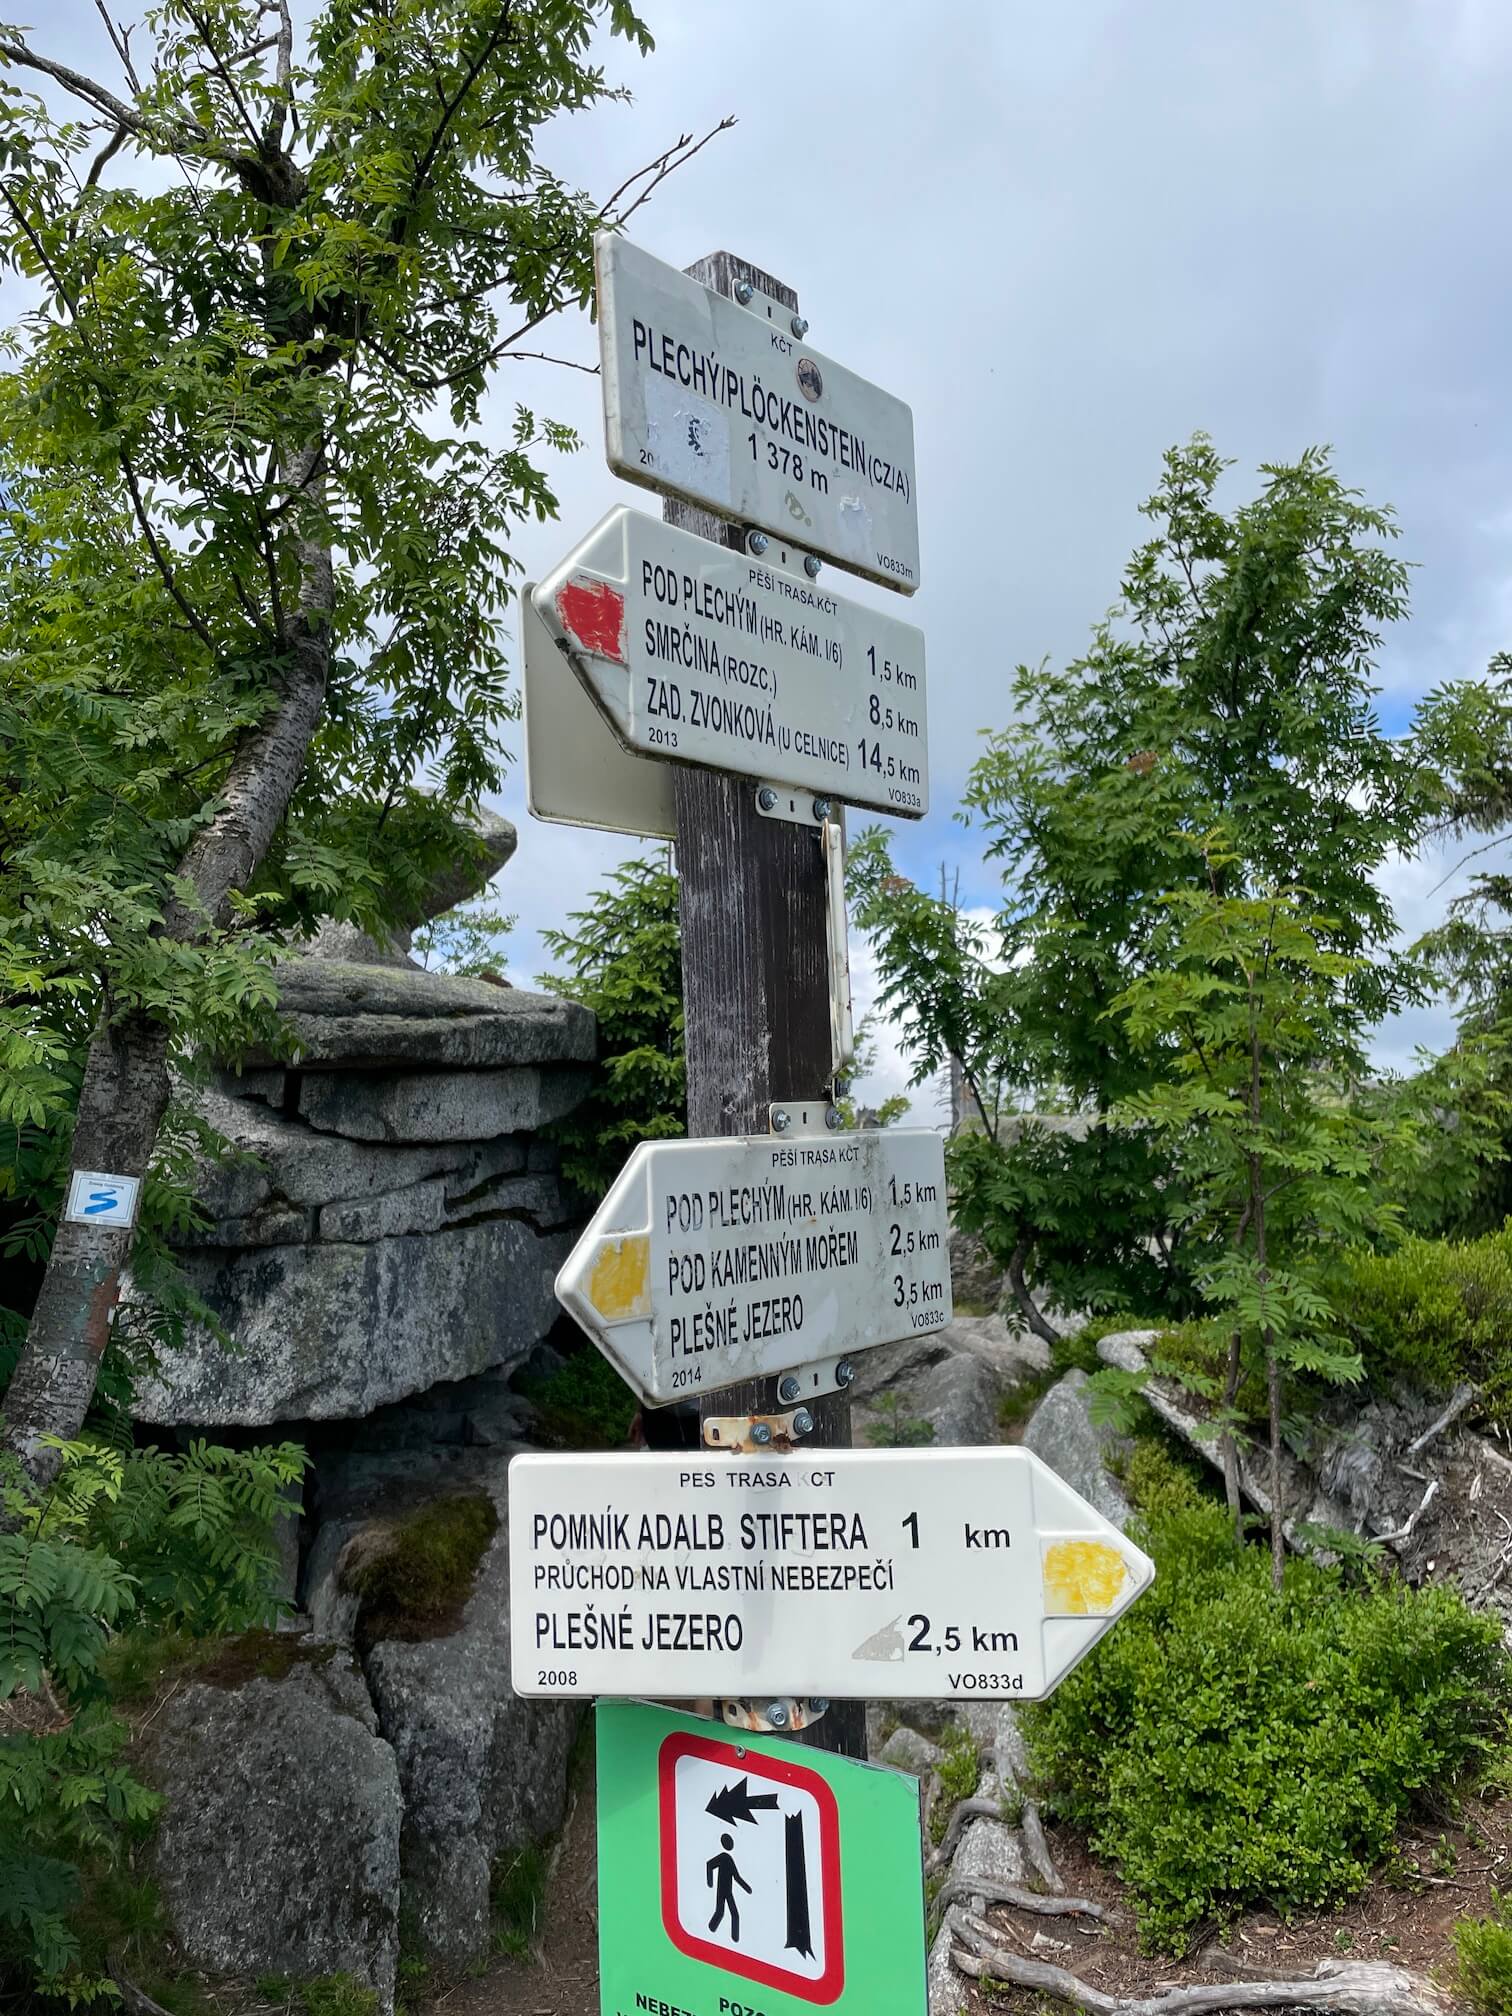 KČT
PLECHÝ/PLÖCKENSTEIN (CZ/A)
1 378 m
VO833m
PĚŠÍ TRASA KČT
POD PLECHÝM (HR. KÁM. I/6) 1,5 km
SMRČINA (ROZC.) 8,5 km
ZAD. ZVONKOVÁ (U CELNICE) 14,5 km
2013 VO833a
PĚŠÍ TRASA KČT
POD PLECHÝM (HR. KÁM. I/6) 1,5 km
POD KAMENNÝM MOŘEM 2,5 km
PLEŠNÉ JEZERO 3,5 km
2014 VO833c
PES TRASA CT
POMNÍK ADALB. STIFTERA 1 km
PRŮCHOD NA VLASTNÍ NEBEZPEČÍ
PLEŠNÉ JEZERO 2,5 km
2008 VO833d